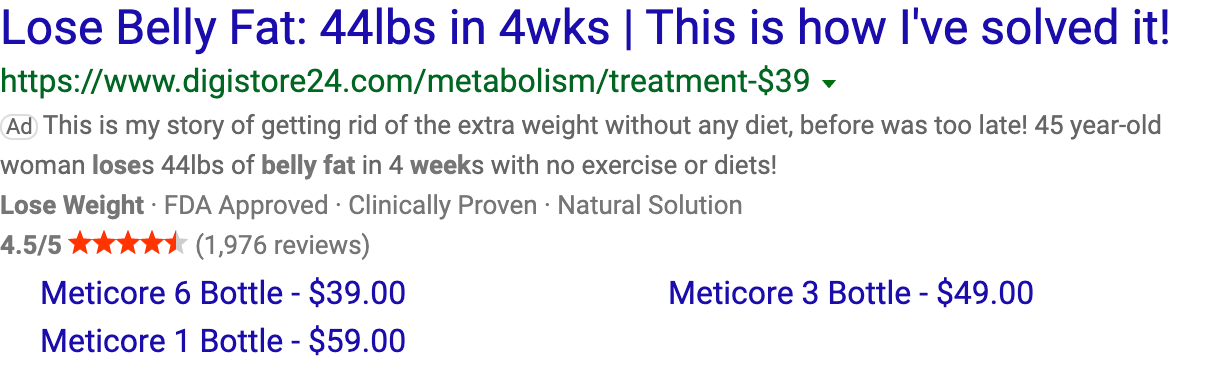 Lose Belly Fat: 44lbs in 4wks | This is how I've solved it!
https://www.digistore24.com/metabolism/treatment-$39
Ad This is my story of getting rid of the extra weight without any diet, before was too late! 45 year-old
woman loses 44lbs of belly fat in 4 weeks with no exercise or diets!
Lose Weight · FDA Approved · Clinically Proven · Natural Solution
4.5/5 (1,976 reviews)
Meticore 6 Bottle - $39.00 Meticore 3 Bottle - $49.00
Meticore 1 Bottle - $59.00